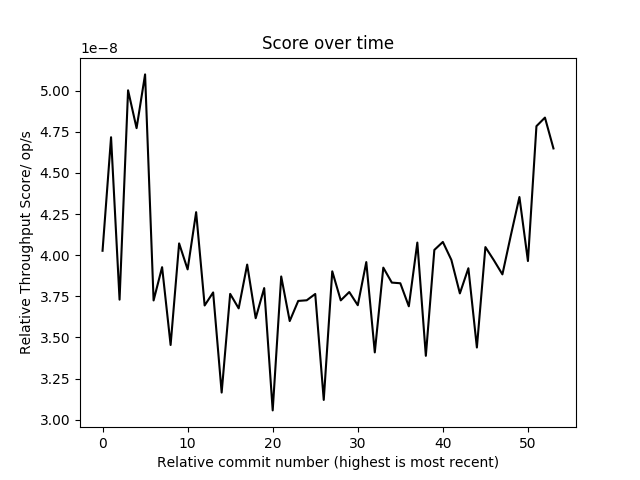 Score over time
1e−8
5.00
4.75
4.50
4.25
4.00
3.75
3.50
3.25
3.00
Relative Throughput Score/ op/s
0 10 20 30 40 50
Relative commit number (highest is most recent)